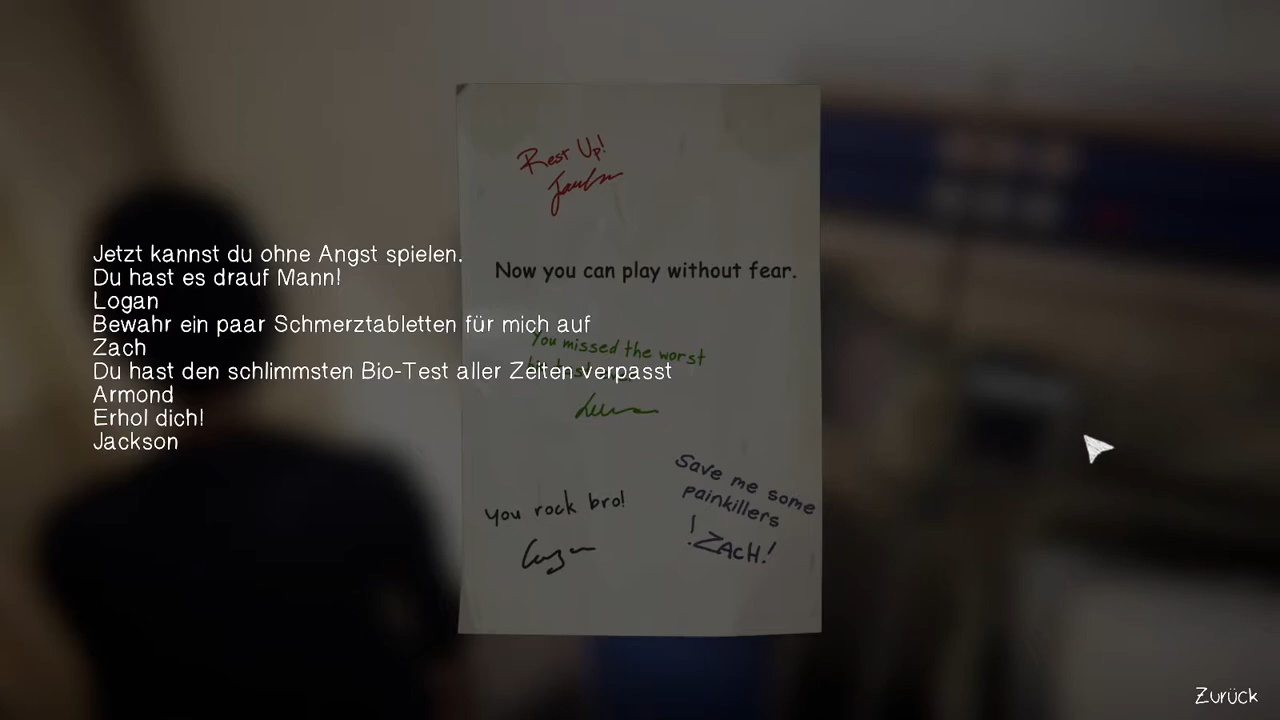 Rest Up!
Now you can play without fear.
Jetzt kannst du ohne Angst spielen.
Du hast es drauf Mann!
Logan
Bewahr ein paar Schmerztabletten für mich auf
Zach
Du hast den schlimmsten Bio-Test aller Zeiten verpasst
Armond
Erhol dich!
Jackson
You missed the worst
You rock bro!
Save me some
painkillers
! ZACH!
Zurück